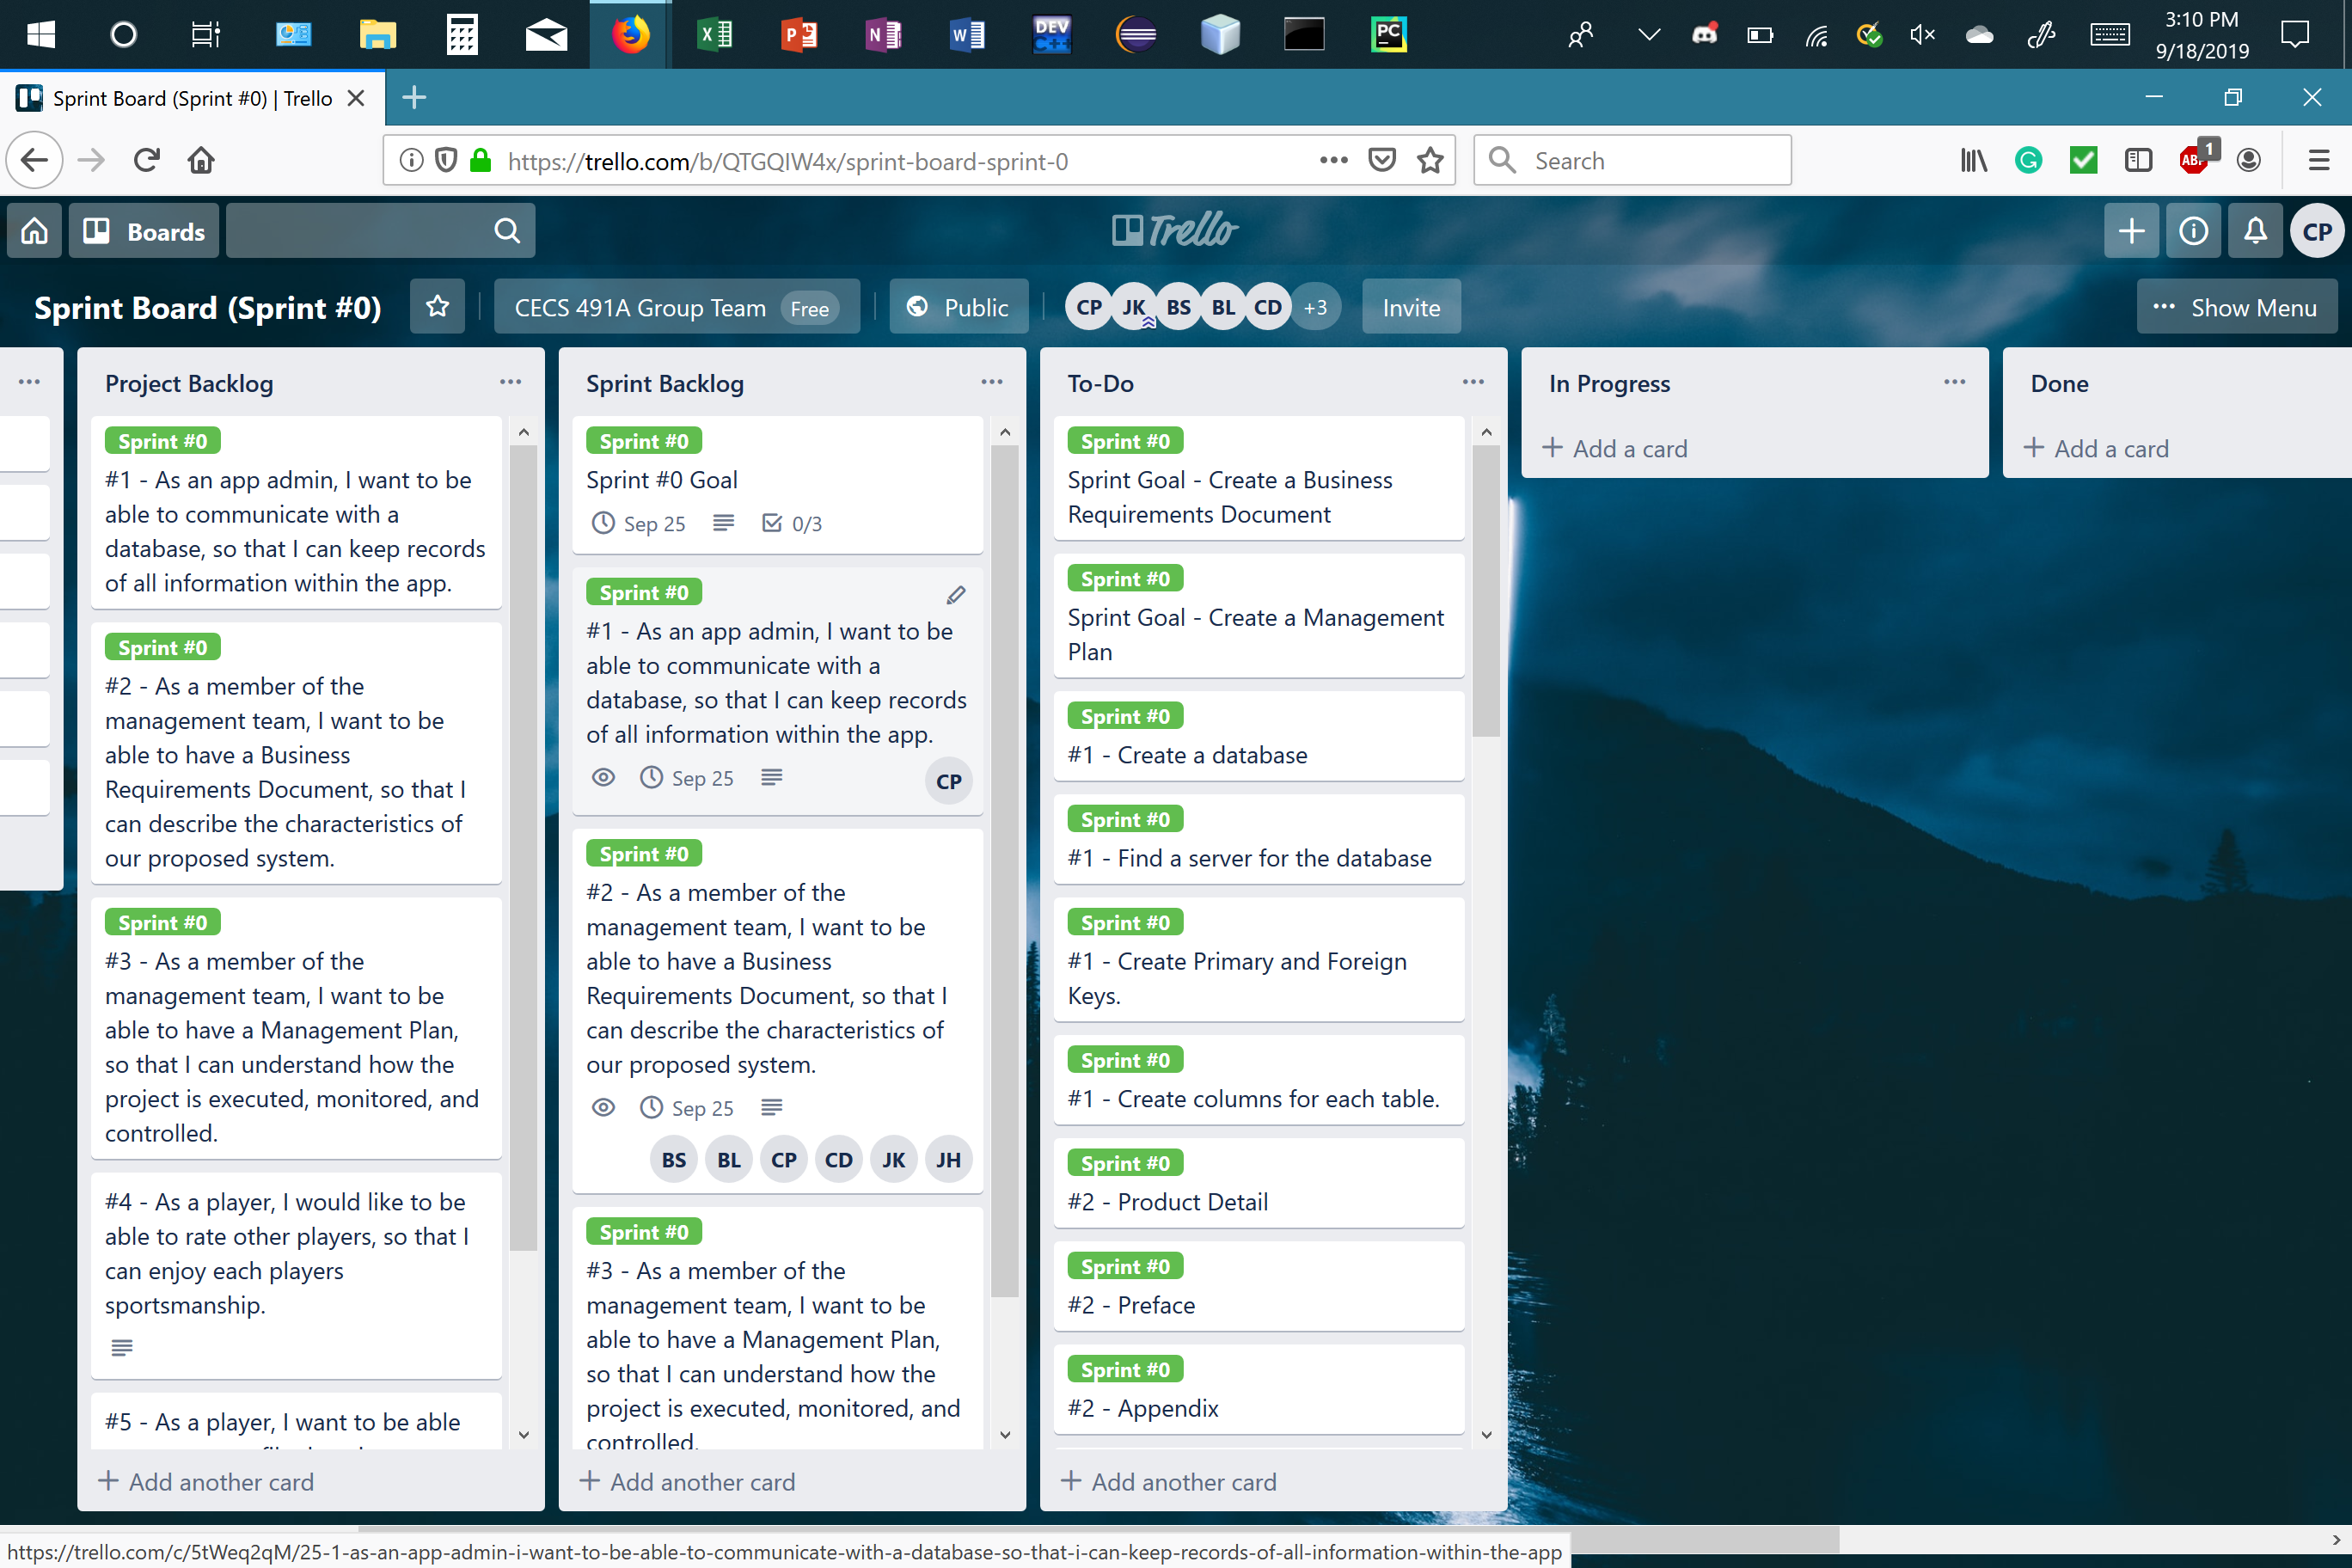 DEV
C++
PC
3:10 PM
9/18/2019
Sprint Board (Sprint #0) | Trello
https://trello.com/b/QTGQIW4x/sprint-board-sprint-0
Search
ABP
1
Boards
Trello
CP
Sprint Board (Sprint #0)
CECS 491A Group Team Free
Public
CP JK BS BL CD +3
Invite
Show Menu
Project Backlog
Sprint #0
#1 - As an app admin, I want to be
able to communicate with a
database, so that I can keep records
of all information within the app.
Sprint #0
#2 - As a member of the
management team, I want to be
able to have a Business
Requirements Document, so that I
can describe the characteristics of
our proposed system.
Sprint #0
#3 - As a member of the
management team, I want to be
able to have a Management Plan,
so that I can understand how the
project is executed, monitored, and
controlled.
#4 - As a player, I would like to be
able to rate other players, so that I
can enjoy each players
sportsmanship.
#5 - As a player, I want to be able
+ Add another card
Sprint Backlog
Sprint #0
Sprint #0 Goal
Sep 25 0/3
Sprint #0
#1 - As an app admin, I want to be
able to communicate with a
database, so that I can keep records
of all information within the app.
Sep 25
CP
Sprint #0
#2 - As a member of the
management team, I want to be
able to have a Business
Requirements Document, so that I
can describe the characteristics of
our proposed system.
Sep 25
BS BL CP CD JK JH
Sprint #0
#3 - As a member of the
management team, I want to be
able to have a Management Plan,
so that I can understand how the
project is executed, monitored, and
controlled.
+ Add another card
To-Do
Sprint #0
Sprint Goal - Create a Business
Requirements Document
Sprint #0
Sprint Goal - Create a Management
Plan
Sprint #0
#1 - Create a database
Sprint #0
#1 - Find a server for the database
Sprint #0
#1 - Create Primary and Foreign
Keys.
Sprint #0
#1 - Create columns for each table.
Sprint #0
#2 - Product Detail
Sprint #0
#2 - Preface
Sprint #0
#2 - Appendix
+ Add another card
In Progress
+ Add a card
Done
+ Add a card
https://trello.com/c/5tWeq2qM/25-1-as-an-app-admin-i-want-to-be-able-to-communicate-with-a-database-so-that-i-can-keep-records-of-all-information-within-the-app